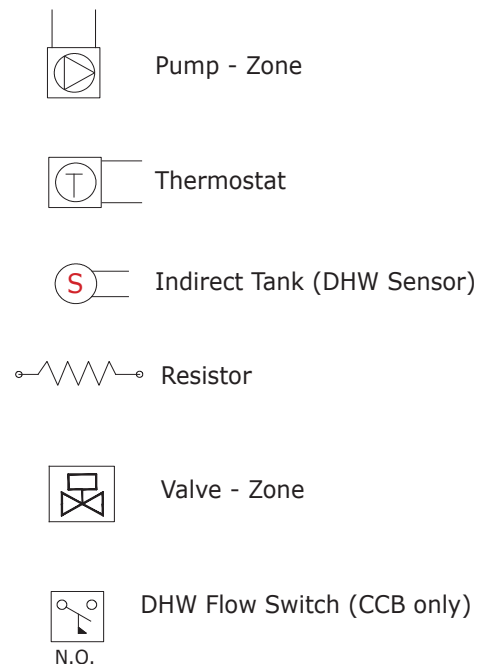 Pump - Zone
T
Thermostat
S
Indirect Tank (DHW Sensor)
Resistor
Valve - Zone
DHW Flow Switch (CCB only)
N.O.